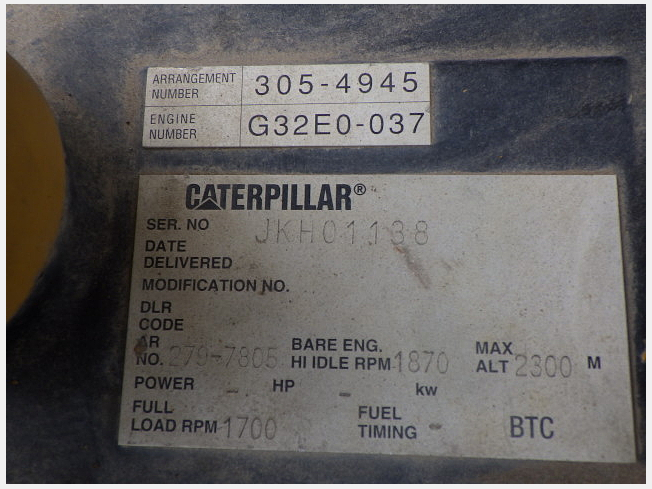 ARRANGEMENT NUMBER 305-4945
ENGINE NUMBER G32E0-037
CATERPILLAR®
SER. NO JKH01138
DATE
DELIVERED
MODIFICATION NO.
DLR
CODE
AR
NO. 279-7805 BARE ENG. HI IDLE RPM 1870 MAX ALT 2300 M
POWER - HP - kw
FULL
LOAD RPM 1700 FUEL TIMING - BTC